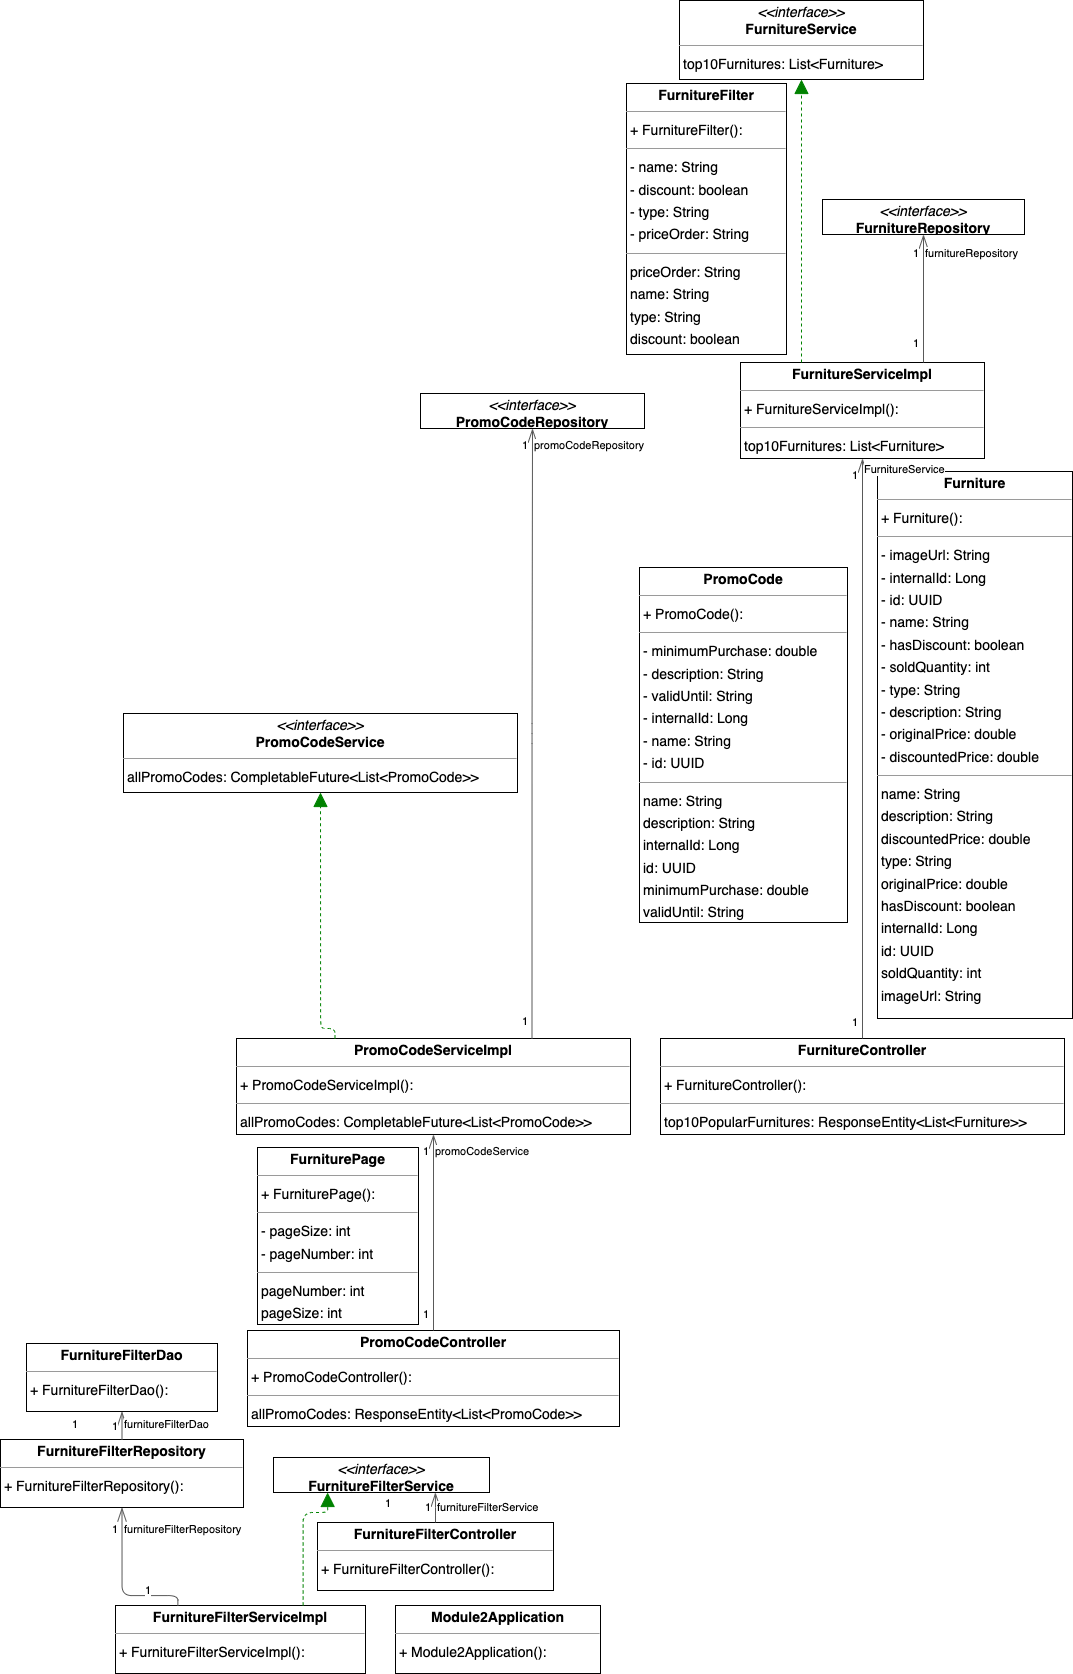 <<interface>>
FurnitureService
top10Furnitures: List<Furniture>
FurnitureFilter
+ FurnitureFilter():
- name: String
- discount: boolean
- type: String
- priceOrder: String
priceOrder: String
name: String
type: String
discount: boolean
<<interface>>
FurnitureRepository
1 furnitureRepository
1
FurnitureServiceImpl
+ FurnitureServiceImpl():
top10Furnitures: List<Furniture>
<<interface>>
PromoCodeRepository
1 promoCodeRepository
1 FurnitureService
Furniture
+ Furniture():
- imageUrl: String
- internalId: Long
- id: UUID
- name: String
- hasDiscount: boolean
- soldQuantity: int
- type: String
- description: String
- originalPrice: double
- discountedPrice: double
name: String
description: String
discountedPrice: double
type: String
originalPrice: double
hasDiscount: boolean
internalId: Long
id: UUID
soldQuantity: int
imageUrl: String
PromoCode
+ PromoCode():
- minimumPurchase: double
- description: String
- validUntil: String
- internalId: Long
- name: String
- id: UUID
name: String
description: String
internalId: Long
id: UUID
minimumPurchase: double
validUntil: String
<<interface>>
PromoCodeService
allPromoCodes: CompletableFuture<List<PromoCode>>
1
1
PromoCodeServiceImpl
+ PromoCodeServiceImpl():
allPromoCodes: CompletableFuture<List<PromoCode>>
FurnitureController
+ FurnitureController():
top10PopularFurnitures: ResponseEntity<List<Furniture>>
1 promoCodeService
FurniturePage
+ FurniturePage():
- pageSize: int
- pageNumber: int
pageNumber: int
pageSize: int
1
PromoCodeController
+ PromoCodeController():
allPromoCodes: ResponseEntity<List<PromoCode>>
FurnitureFilterDao
+ FurnitureFilterDao():
1
1 furnitureFilterDao
FurnitureFilterRepository
+ FurnitureFilterRepository():
<<interface>>
FurnitureFilterService
1
1 furnitureFilterService
1 furnitureFilterRepository
FurnitureFilterController
+ FurnitureFilterController():
1
FurnitureFilterServiceImpl
+ FurnitureFilterServiceImpl():
Module2Application
+ Module2Application():